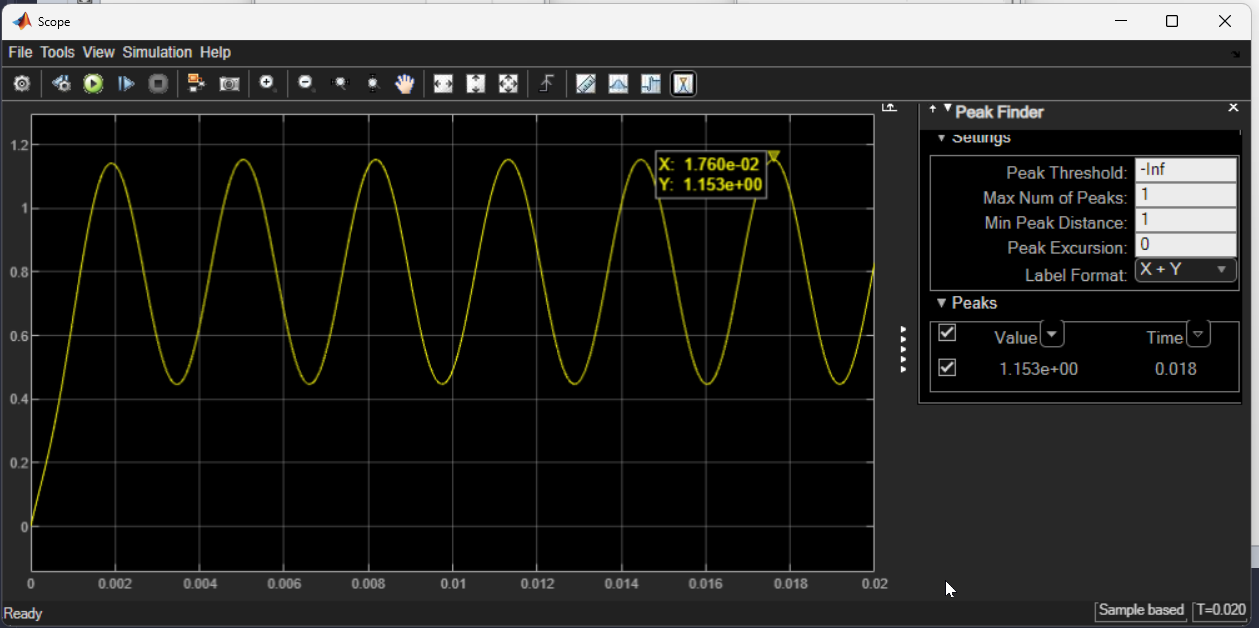 Scope
File Tools View Simulation Help
Peak Finder
Settings
Peak Threshold: -Inf
Max Num of Peaks: 1
Min Peak Distance: 1
Peak Excursion: 0
Label Format: X + Y
Peaks
Value Time
1.153e+00 0.018
X: 1.760e-02
Y: 1.153e+00
1.2
1
0.8
0.6
0.4
0.2
0
0 0.002 0.004 0.006 0.008 0.01 0.012 0.014 0.016 0.018 0.02
Ready
Sample based T=0.020